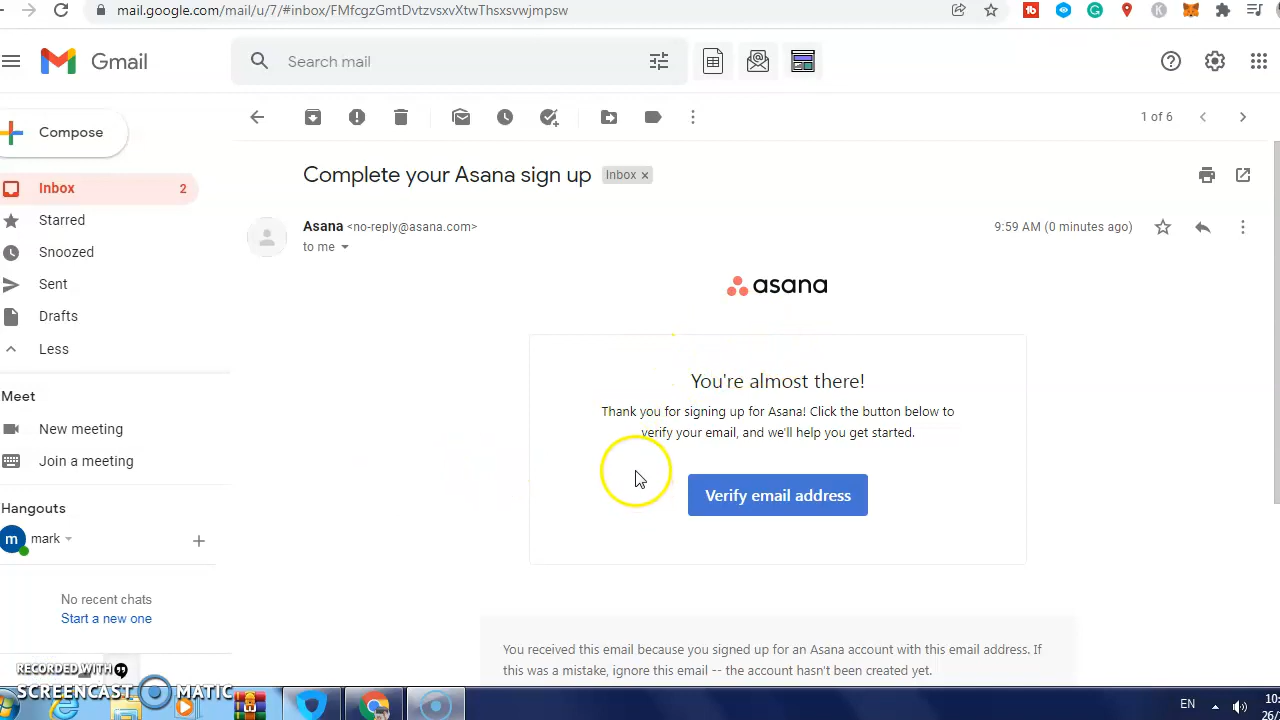 mail.google.com/mail/u/7/#inbox/FMfcgzGmtDvtzvsxvXtwThsxsvwjmpsw
Gmail
Search mail
Compose
1 of 6
Complete your Asana sign up
Inbox ×
Inbox 2
Starred
Snoozed
Sent
Drafts
Less
Asana <no-reply@asana.com>
9:59 AM (0 minutes ago)
to me
asana
You're almost there!
Thank you for signing up for Asana! Click the button below to
verify your email, and we'll help you get started.
Verify email address
Meet
New meeting
Join a meeting
Hangouts
m
mark
No recent chats
Start a new one
You received this email because you signed up for an Asana account with this email address. If
this was a mistake, ignore this email -- the account hasn't been created yet.
RECORDED WITH
SCREENCAST MATIC
EN
10:
26/